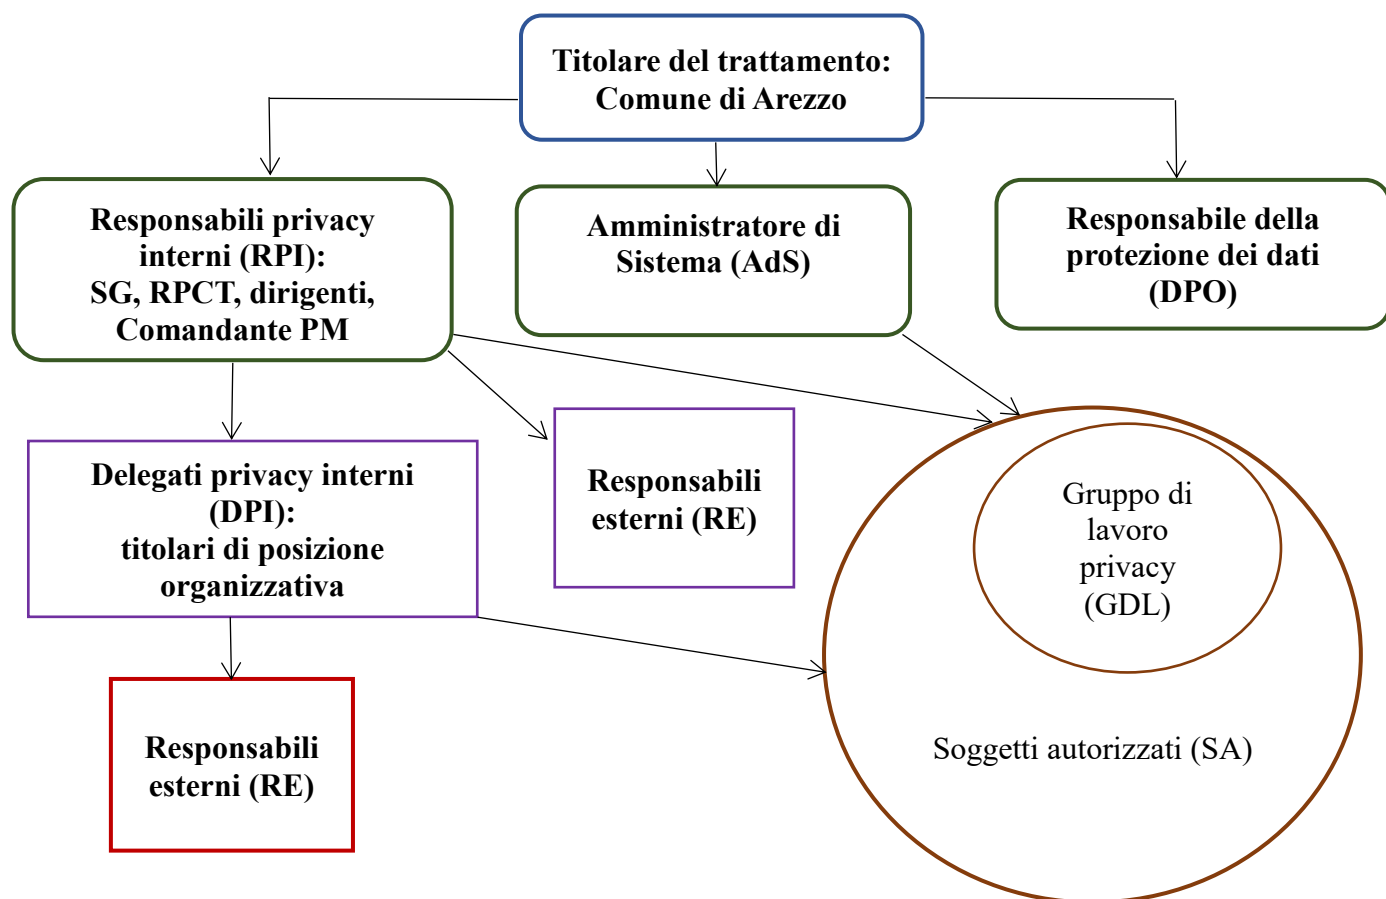 Titolare del trattamento:
Comune di Arezzo
Responsabili privacy
interni (RPI):
SG, RPCT, dirigenti,
Comandante PM
Amministratore di
Sistema (AdS)
Responsabile della
protezione dei dati
(DPO)
Delegati privacy interni
(DPI):
titolari di posizione
organizzativa
Responsabili
esterni (RE)
Gruppo di
lavoro
privacy
(GDL)
Responsabili
esterni (RE)
Soggetti autorizzati (SA)